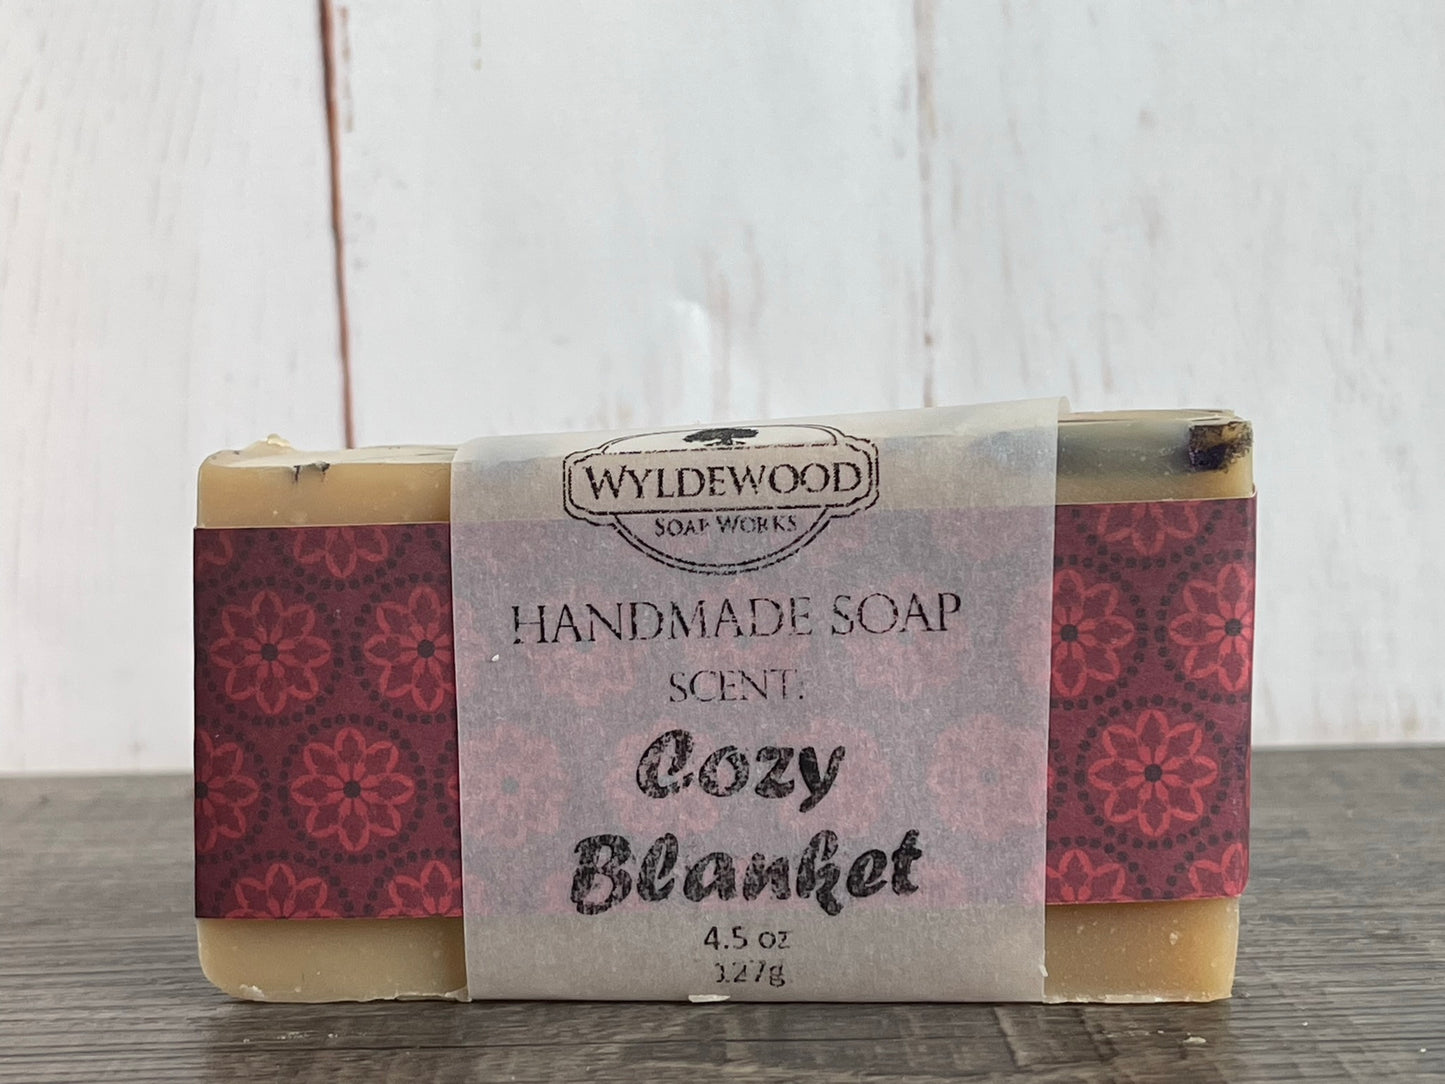 WYLDEWOOD
SOAP WORKS
HANDMADE SOAP
SCENT:
Cozy
Blanket
4.5 oz
127g